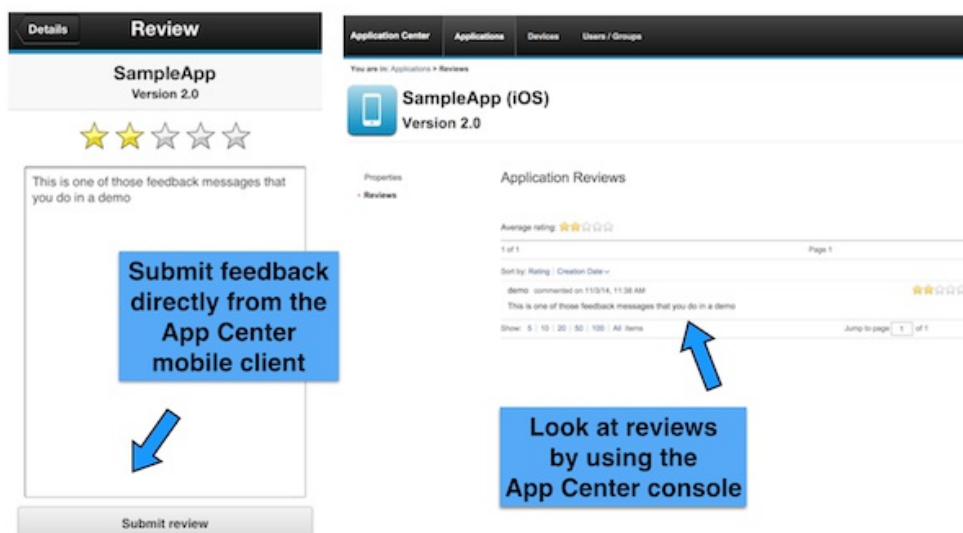 Details
Review
SampleApp
Version 2.0
This is one of those feedback messages that
you do in a demo
Submit feedback
directly from the
App Center
mobile client
Submit review
Application Center
Applications
Devices
Users / Groups
You are in: Applications > Reviews
SampleApp (iOS)
Version 2.0
Properties
- Reviews
Application Reviews
Average rating:
1 of 1
Page 1
Sort by: Rating | Creation Date
demo commented on 11/3/14, 11:38 AM
This is one of those feedback messages that you do in a demo
Show: 5 | 10 | 20 | 50 | 100 | All items
Jump to page 1 of 1
Look at reviews
by using the
App Center console